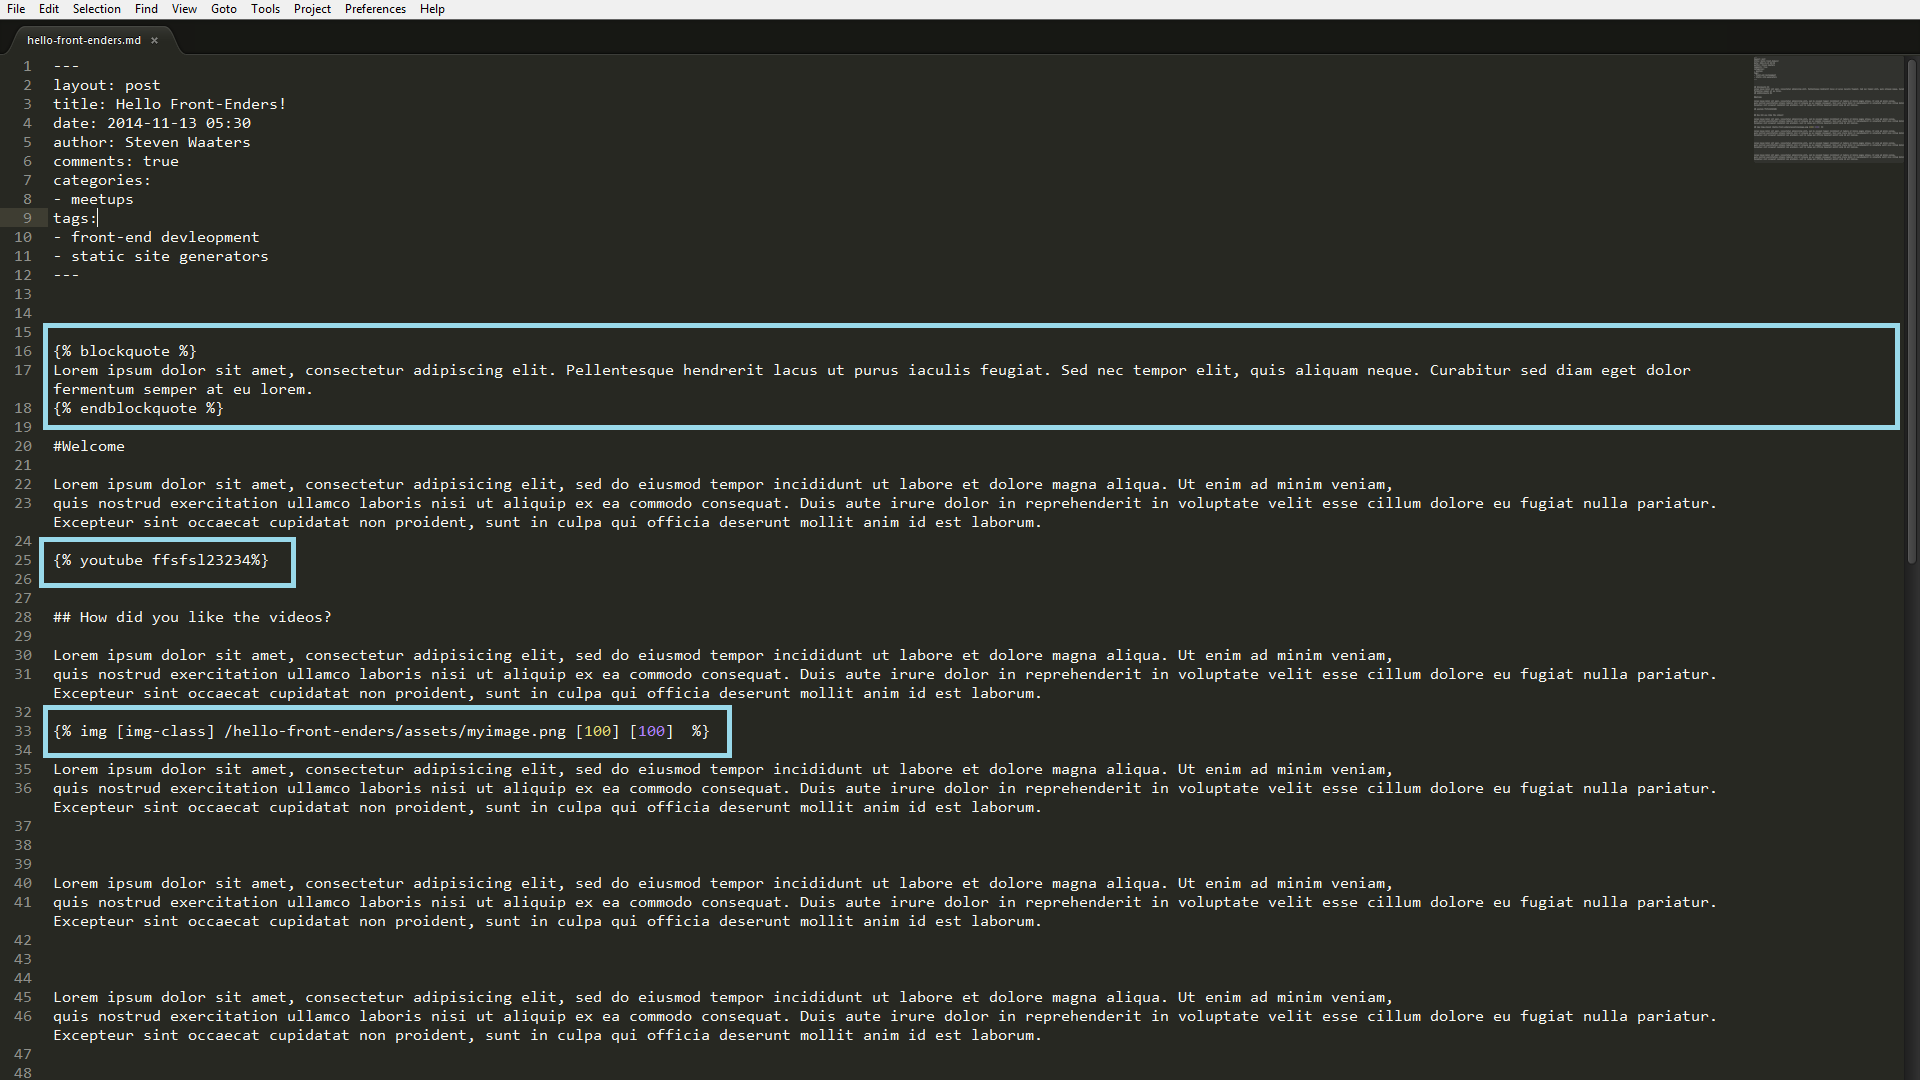 File Edit Selection Find View Goto Tools Project Preferences Help
hello-front-enders.md ×
1 ---
2 layout: post
3 title: Hello Front-Enders!
4 date: 2014-11-13 05:30
5 author: Steven Waaters
6 comments: true
7 categories:
8 - meetups
9 tags:
10 - front-end devleopment
11 - static site generators
12 ---
13
14
15
16 {% blockquote %}
17 Lorem ipsum dolor sit amet, consectetur adipiscing elit. Pellentesque hendrerit lacus ut purus iaculis feugiat. Sed nec tempor elit, quis aliquam neque. Curabitur sed diam eget dolor
fermentum semper at eu lorem.
18 {% endblockquote %}
19
20 #Welcome
21
22 Lorem ipsum dolor sit amet, consectetur adipisicing elit, sed do eiusmod tempor incididunt ut labore et dolore magna aliqua. Ut enim ad minim veniam,
23 quis nostrud exercitation ullamco laboris nisi ut aliquip ex ea commodo consequat. Duis aute irure dolor in reprehenderit in voluptate velit esse cillum dolore eu fugiat nulla pariatur.
Excepteur sint occaecat cupidatat non proident, sunt in culpa qui officia deserunt mollit anim id est laborum.
24
25 {% youtube ffsfsl23234%}
26
27
28 ## How did you like the videos?
29
30 Lorem ipsum dolor sit amet, consectetur adipisicing elit, sed do eiusmod tempor incididunt ut labore et dolore magna aliqua. Ut enim ad minim veniam,
31 quis nostrud exercitation ullamco laboris nisi ut aliquip ex ea commodo consequat. Duis aute irure dolor in reprehenderit in voluptate velit esse cillum dolore eu fugiat nulla pariatur.
Excepteur sint occaecat cupidatat non proident, sunt in culpa qui officia deserunt mollit anim id est laborum.
32
33 {% img [img-class] /hello-front-enders/assets/myimage.png [100] [100]  %}
34
35 Lorem ipsum dolor sit amet, consectetur adipisicing elit, sed do eiusmod tempor incididunt ut labore et dolore magna aliqua. Ut enim ad minim veniam,
36 quis nostrud exercitation ullamco laboris nisi ut aliquip ex ea commodo consequat. Duis aute irure dolor in reprehenderit in voluptate velit esse cillum dolore eu fugiat nulla pariatur.
Excepteur sint occaecat cupidatat non proident, sunt in culpa qui officia deserunt mollit anim id est laborum.
37
38
39
40 Lorem ipsum dolor sit amet, consectetur adipisicing elit, sed do eiusmod tempor incididunt ut labore et dolore magna aliqua. Ut enim ad minim veniam,
41 quis nostrud exercitation ullamco laboris nisi ut aliquip ex ea commodo consequat. Duis aute irure dolor in reprehenderit in voluptate velit esse cillum dolore eu fugiat nulla pariatur.
Excepteur sint occaecat cupidatat non proident, sunt in culpa qui officia deserunt mollit anim id est laborum.
42
43
44
45 Lorem ipsum dolor sit amet, consectetur adipisicing elit, sed do eiusmod tempor incididunt ut labore et dolore magna aliqua. Ut enim ad minim veniam,
46 quis nostrud exercitation ullamco laboris nisi ut aliquip ex ea commodo consequat. Duis aute irure dolor in reprehenderit in voluptate velit esse cillum dolore eu fugiat nulla pariatur.
Excepteur sint occaecat cupidatat non proident, sunt in culpa qui officia deserunt mollit anim id est laborum.
47
48